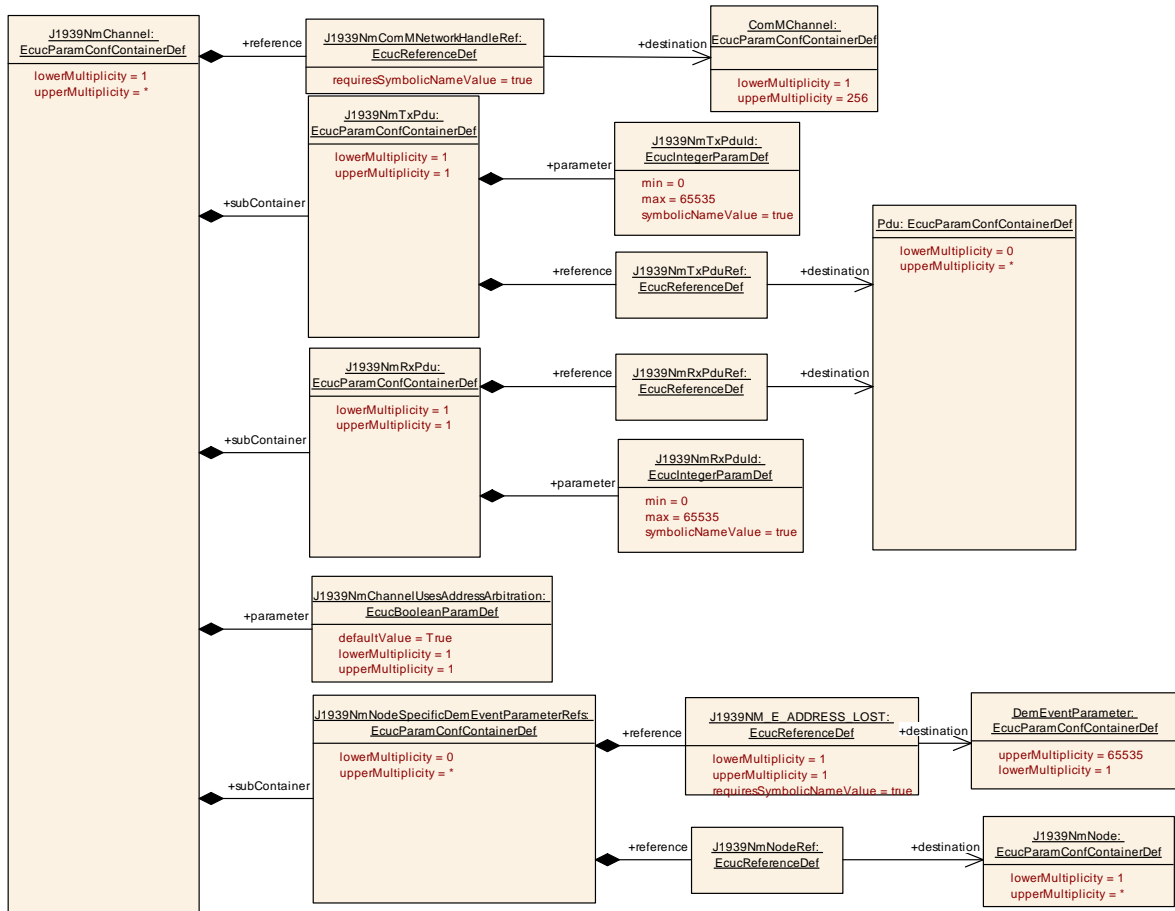 J1939NmChannel:
EcucParamConfContainerDef
lowerMultiplicity = 1
upperMultiplicity = *
+reference
J1939NmComMNetworkHandleRef:
EcucReferenceDef
requiresSymbolicNameValue = true
+destination
ComMChannel:
EcucParamConfContainerDef
lowerMultiplicity = 1
upperMultiplicity = 256
+subContainer
J1939NmTxPdu:
EcucParamConfContainerDef
lowerMultiplicity = 1
upperMultiplicity = 1
+parameter
J1939NmTxPduId:
EcucIntegerParamDef
min = 0
max = 65535
symbolicNameValue = true
+reference
J1939NmTxPduRef:
EcucReferenceDef
+destination
Pdu: EcucParamConfContainerDef
lowerMultiplicity = 0
upperMultiplicity = *
+subContainer
J1939NmRxPdu:
EcucParamConfContainerDef
lowerMultiplicity = 1
upperMultiplicity = 1
+reference
J1939NmRxPduRef:
EcucReferenceDef
+destination
+parameter
J1939NmRxPduId:
EcucIntegerParamDef
min = 0
max = 65535
symbolicNameValue = true
+parameter
J1939NmChannelUsesAddressArbitration:
EcucBooleanParamDef
defaultValue = True
lowerMultiplicity = 1
upperMultiplicity = 1
+subContainer
J1939NmNodeSpecificDemEventParameterRefs:
EcucParamConfContainerDef
lowerMultiplicity = 0
upperMultiplicity = *
+reference
J1939NM_E_ADDRESS_LOST:
EcucReferenceDef
lowerMultiplicity = 1
upperMultiplicity = 1
requiresSymbolicNameValue = true
+destination
DemEventParameter:
EcucParamConfContainerDef
upperMultiplicity = 65535
lowerMultiplicity = 1
+reference
J1939NmNodeRef:
EcucReferenceDef
+destination
J1939NmNode:
EcucParamConfContainerDef
lowerMultiplicity = 1
upperMultiplicity = *